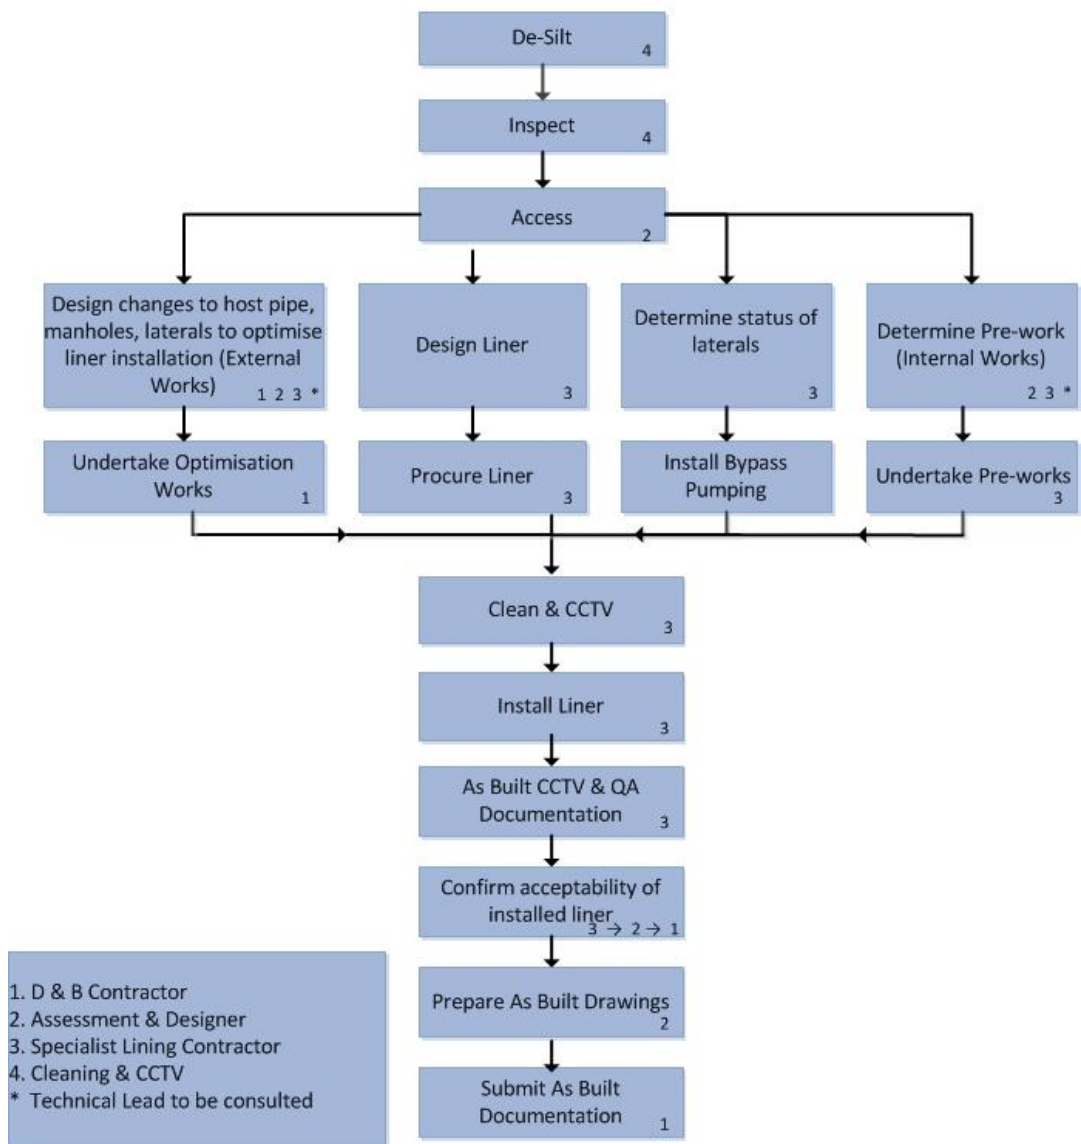 De-Silt
4
Inspect
4
Access
2
Design changes to host pipe,
manholes, laterals to optimise
liner installation (External
Works)
1 2 3 *
Design Liner
3
Determine status of
laterals
3
Determine Pre-work
(Internal Works)
2 3 *
Undertake Optimisation
Works
1
Procure Liner
3
Install Bypass
Pumping
Undertake Pre-works
3
Clean & CCTV
3
Install Liner
3
As Built CCTV & QA
Documentation
3
Confirm acceptability of
installed liner
3 → 2 → 1
Prepare As Built Drawings
2
Submit As Built
Documentation
1
1. D & B Contractor
2. Assessment & Designer
3. Specialist Lining Contractor
4. Cleaning & CCTV
* Technical Lead to be consulted